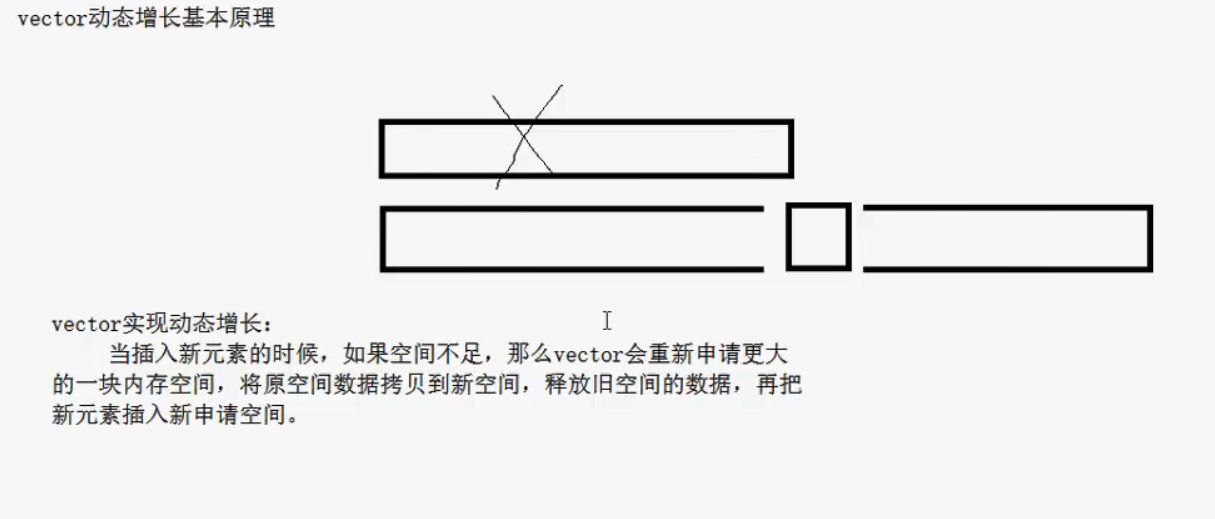 vector动态增长基本原理
vector实现动态增长：
当插入新元素的时候，如果空间不足，那么vector会重新申请更大
的一块内存空间，将原空间数据拷贝到新空间，释放旧空间的数据，再把
新元素插入新申请空间。